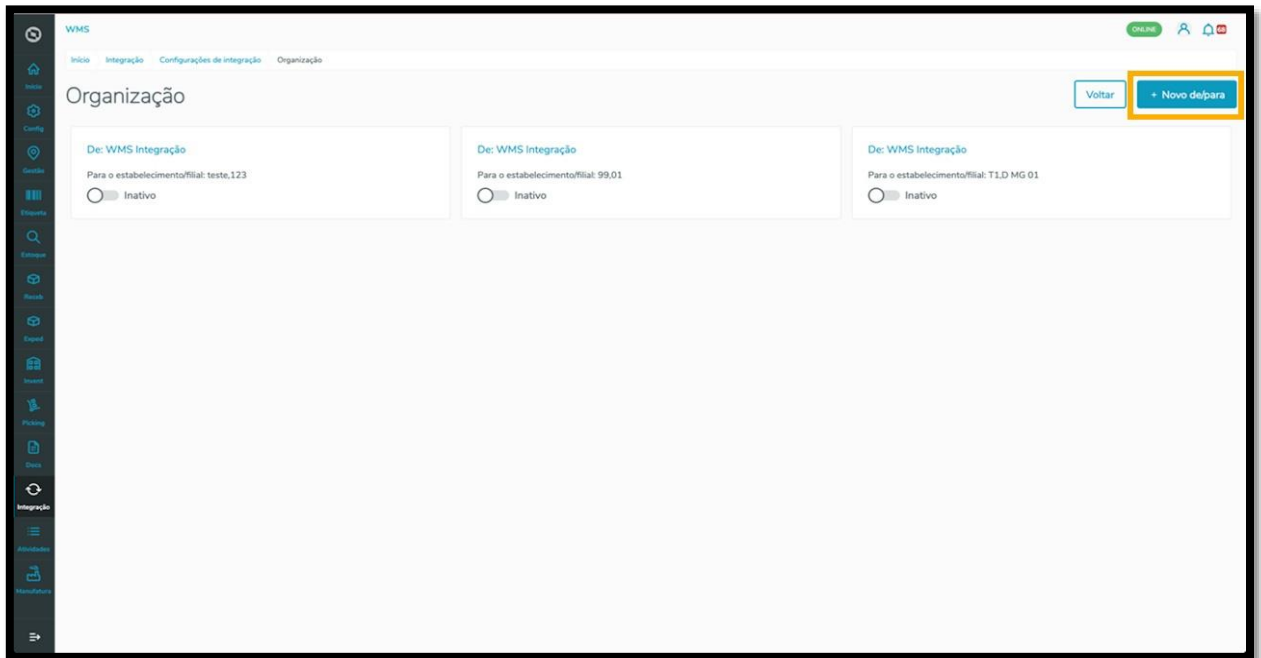 WMS
ONLINE
68
Início Integração Configurações de integração Organização
Organização
Voltar
+ Novo de/para
De: WMS Integração
Para o estabelecimento/filial: teste,123
Inativo
De: WMS Integração
Para o estabelecimento/filial: 99,01
Inativo
De: WMS Integração
Para o estabelecimento/filial: T1,D MG 01
Inativo
Início
Config
Gestão
Etiqueta
Estoque
Receb
Exped
Invent
Picking
Docs
Integração
Atividades
Manufatura